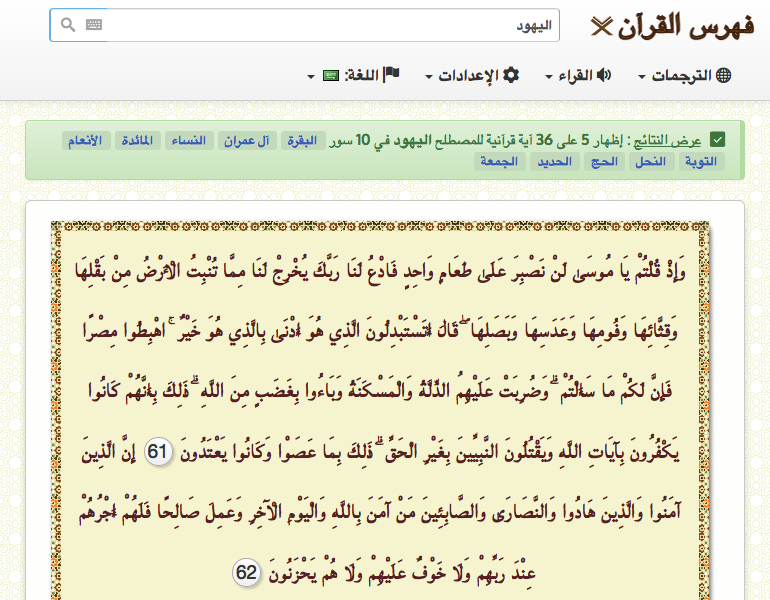 فهرس القرآن
اليهود
الترجمات القراء الإعدادات اللغة:
عرض النتائج : إظهار 5 على 36 آية قرآنية للمصطلح اليهود في 10 سور البقرة آل عمران النساء المائدة الأنعام
التوبة النحل الحج الحديد الجمعة
وَإِذْ قُلْتُمْ يَا مُوسَىٰ لَنْ نَصْبِرَ عَلَىٰ طَعَامٍ وَاحِدٍ فَادْعُ لَنَا رَبَّكَ يُخْرِجْ لَنَا مِمَّا تُنْبِتُ الْأَرْضُ مِنْ بَقْلِهَا
وَقِثَّائِهَا وَفُومِهَا وَعَدَسِهَا وَبَصَلِهَا ۖ قَالَ أَتَسْتَبْدِلُونَ الَّذِي هُوَ أَدْنَىٰ بِالَّذِي هُوَ خَيْرٌ ۚ اهْبِطُوا مِصْرًا
فَإِنَّ لَكُمْ مَا سَأَلْتُمْ ۗ وَضُرِبَتْ عَلَيْهِمُ الذِّلَّةُ وَالْمَسْكَنَةُ وَبَاءُوا بِغَضَبٍ مِنَ اللَّهِ ۗ ذَٰلِكَ بِأَنَّهُمْ كَانُوا
يَكْفُرُونَ بِآيَاتِ اللَّهِ وَيَقْتُلُونَ النَّبِيِّينَ بِغَيْرِ الْحَقِّ ۗ ذَٰلِكَ بِمَا عَصَوْا وَكَانُوا يَعْتَدُونَ 61 إِنَّ الَّذِينَ
آمَنُوا وَالَّذِينَ هَادُوا وَالنَّصَارَىٰ وَالصَّابِئِينَ مَنْ آمَنَ بِاللَّهِ وَالْيَوْمِ الْآخِرِ وَعَمِلَ صَالِحًا فَلَهُمْ أَجْرُهُمْ
عِنْدَ رَبِّهِمْ وَلَا خَوْفٌ عَلَيْهِمْ وَلَا هُمْ يَحْزَنُونَ 62